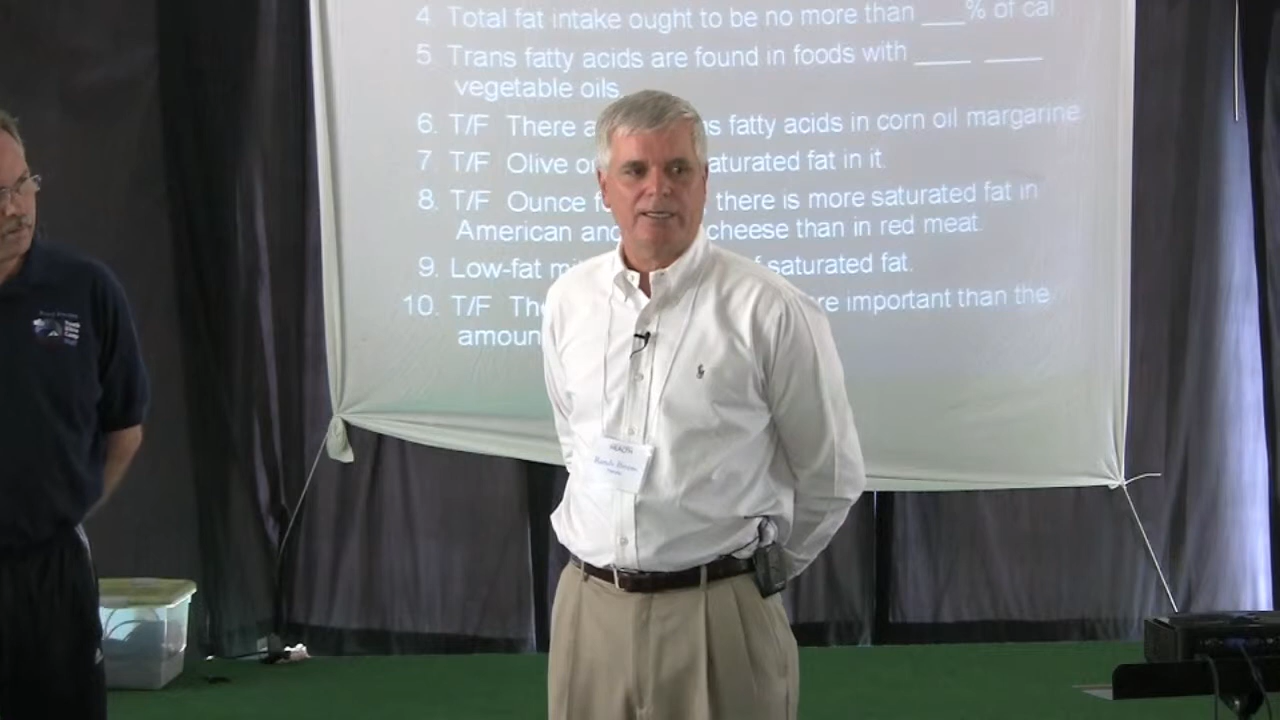 4. Total fat intake ought to be no more than ___% of cal
5. Trans fatty acids are found in foods with ____ ____
vegetable oils.
6. T/F There a s fatty acids in corn oil margarine
7. T/F Olive o aturated fat in it.
8. T/F Ounce f there is more saturated fat in
American and cheese than in red meat.
9. Low-fat mi f saturated fat.
10. T/F The re important than the
amoun
HEALTH